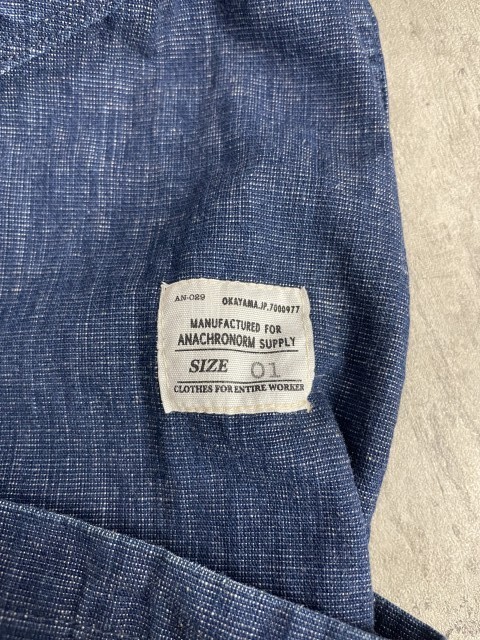 AN-029 OKAYAMA.JP.7000977
MANUFACTURED FOR
ANACHRONORM SUPPLY
SIZE 01
CLOTHES FOR ENTIRE WORKER